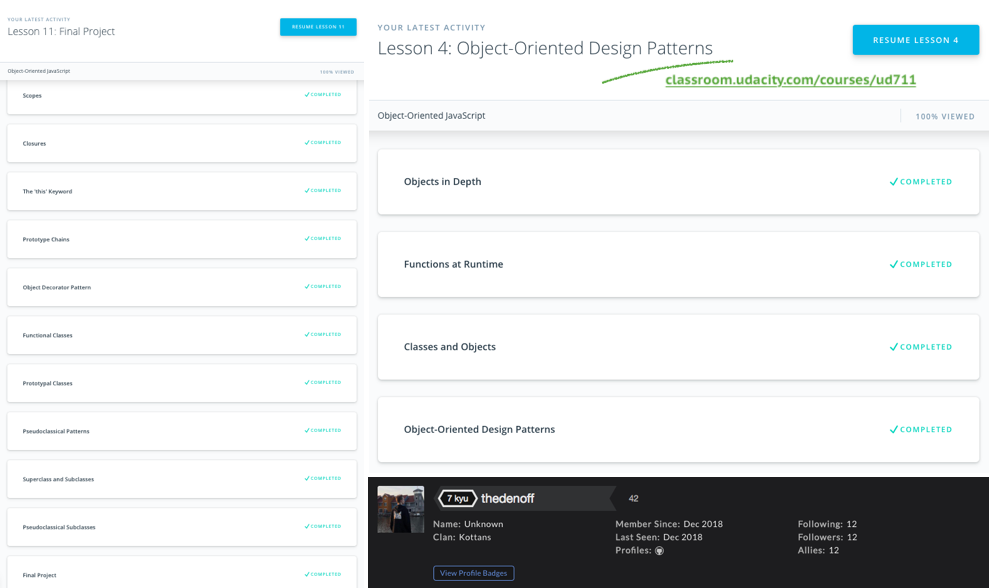 YOUR LATEST ACTIVITY
Lesson 11: Final Project
RESUME LESSON 11
Object-Oriented JavaScript
100% VIEWED
Scopes
COMPLETED
Closures
COMPLETED
The 'this' Keyword
COMPLETED
Prototype Chains
COMPLETED
Object Decorator Pattern
COMPLETED
Functional Classes
COMPLETED
Prototypal Classes
COMPLETED
Pseudoclassical Patterns
COMPLETED
Superclass and Subclasses
COMPLETED
Pseudoclassical Subclasses
COMPLETED
Final Project
COMPLETED
YOUR LATEST ACTIVITY
Lesson 4: Object-Oriented Design Patterns
RESUME LESSON 4
classroom.udacity.com/courses/ud711
Object-Oriented JavaScript
100% VIEWED
Objects in Depth
COMPLETED
Functions at Runtime
COMPLETED
Classes and Objects
COMPLETED
Object-Oriented Design Patterns
COMPLETED
7 kyu thedenoff 42
Name: Unknown
Clan: Kottans
Member Since: Dec 2018
Last Seen: Dec 2018
Profiles:
Following: 12
Followers: 12
Allies: 12
View Profile Badges